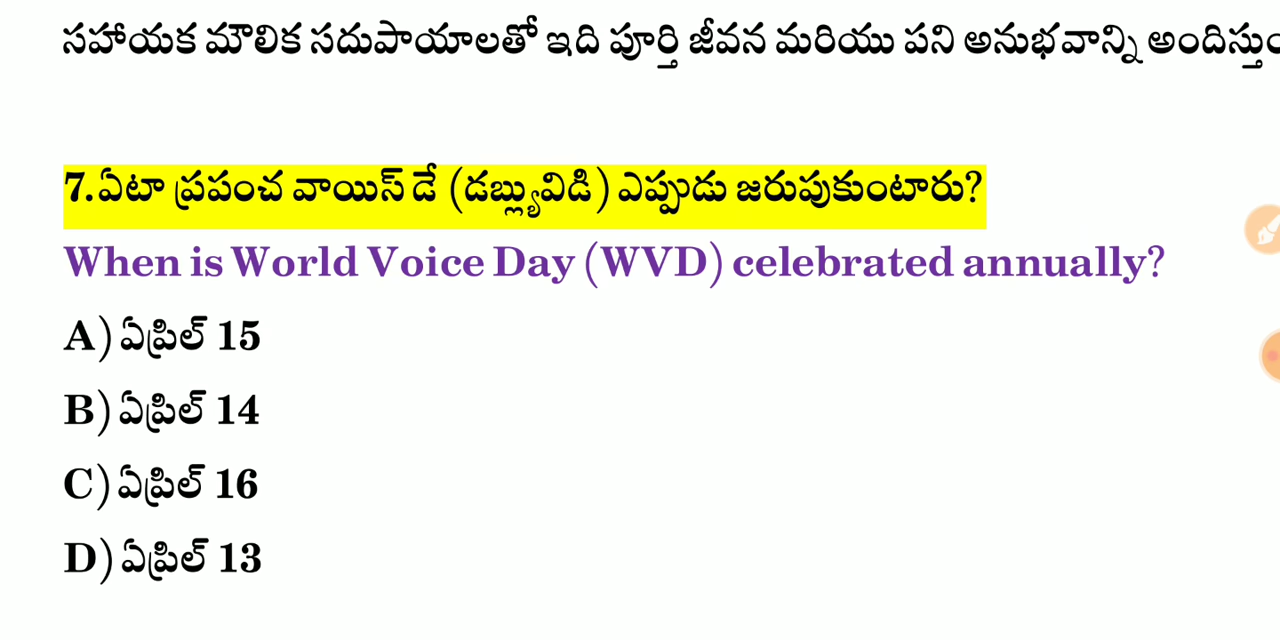 సహాయక మౌలిక సదుపాయాలతో ఇది పూర్తి జీవన మరియు పని అనుభవాన్ని
7.ఏటా ప్రపంచ వాయిస్ డే (డబ్ల్యువిడి) ఎప్పుడు జరుపుకుంటారు?
When is World Voice Day (WVD) celebrated annually?
A) ఏప్రిల్ 15
B) ఏప్రిల్ 14
C) ఏప్రిల్ 16
D) ఏప్రిల్ 13